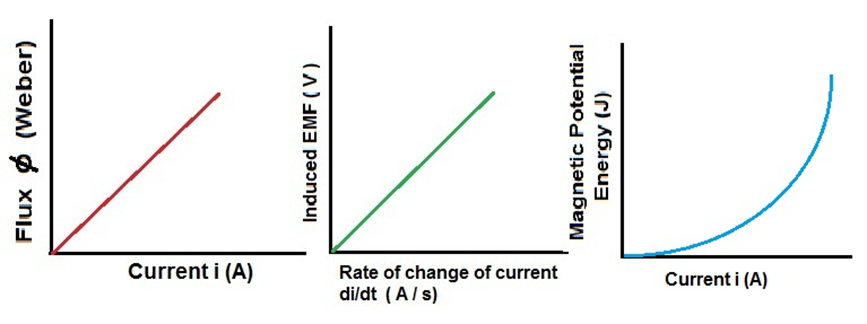 Flux ϕ (Weber)
Current i (A)
Induced EMF ( V )
Rate of change of current
di/dt ( A / s)
Magnetic Potential
Energy (J)
Current i (A)